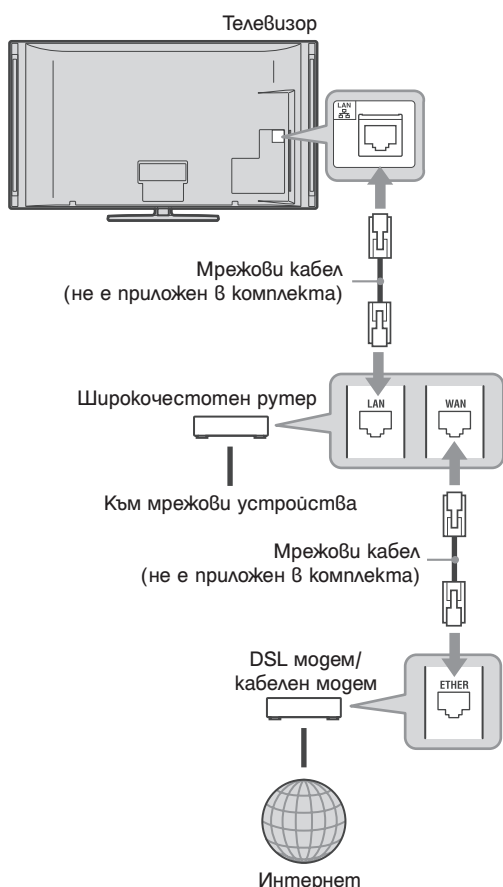 Телевизор
LAN
Мрежови кабел
(не е приложен в комплекта)
Широкочестотен рутер
LAN
WAN
Към мрежови устройства
Мрежови кабел
(не е приложен в комплекта)
DSL модем/
кабелен модем
ETHER
Интернет